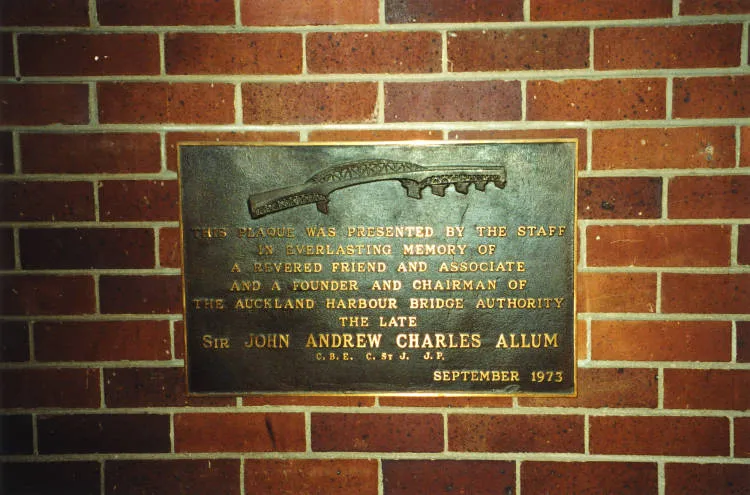 THIS PLAQUE WAS PRESENTED BY THE STAFF
IN EVERLASTING MEMORY OF
A REVERED FRIEND AND ASSOCIATE
AND A FOUNDER AND CHAIRMAN OF
THE AUCKLAND HARBOUR BRIDGE AUTHORITY
THE LATE
SIR JOHN ANDREW CHARLES ALLUM
C.B.E. C. ST J. J.P.
SEPTEMBER 1973